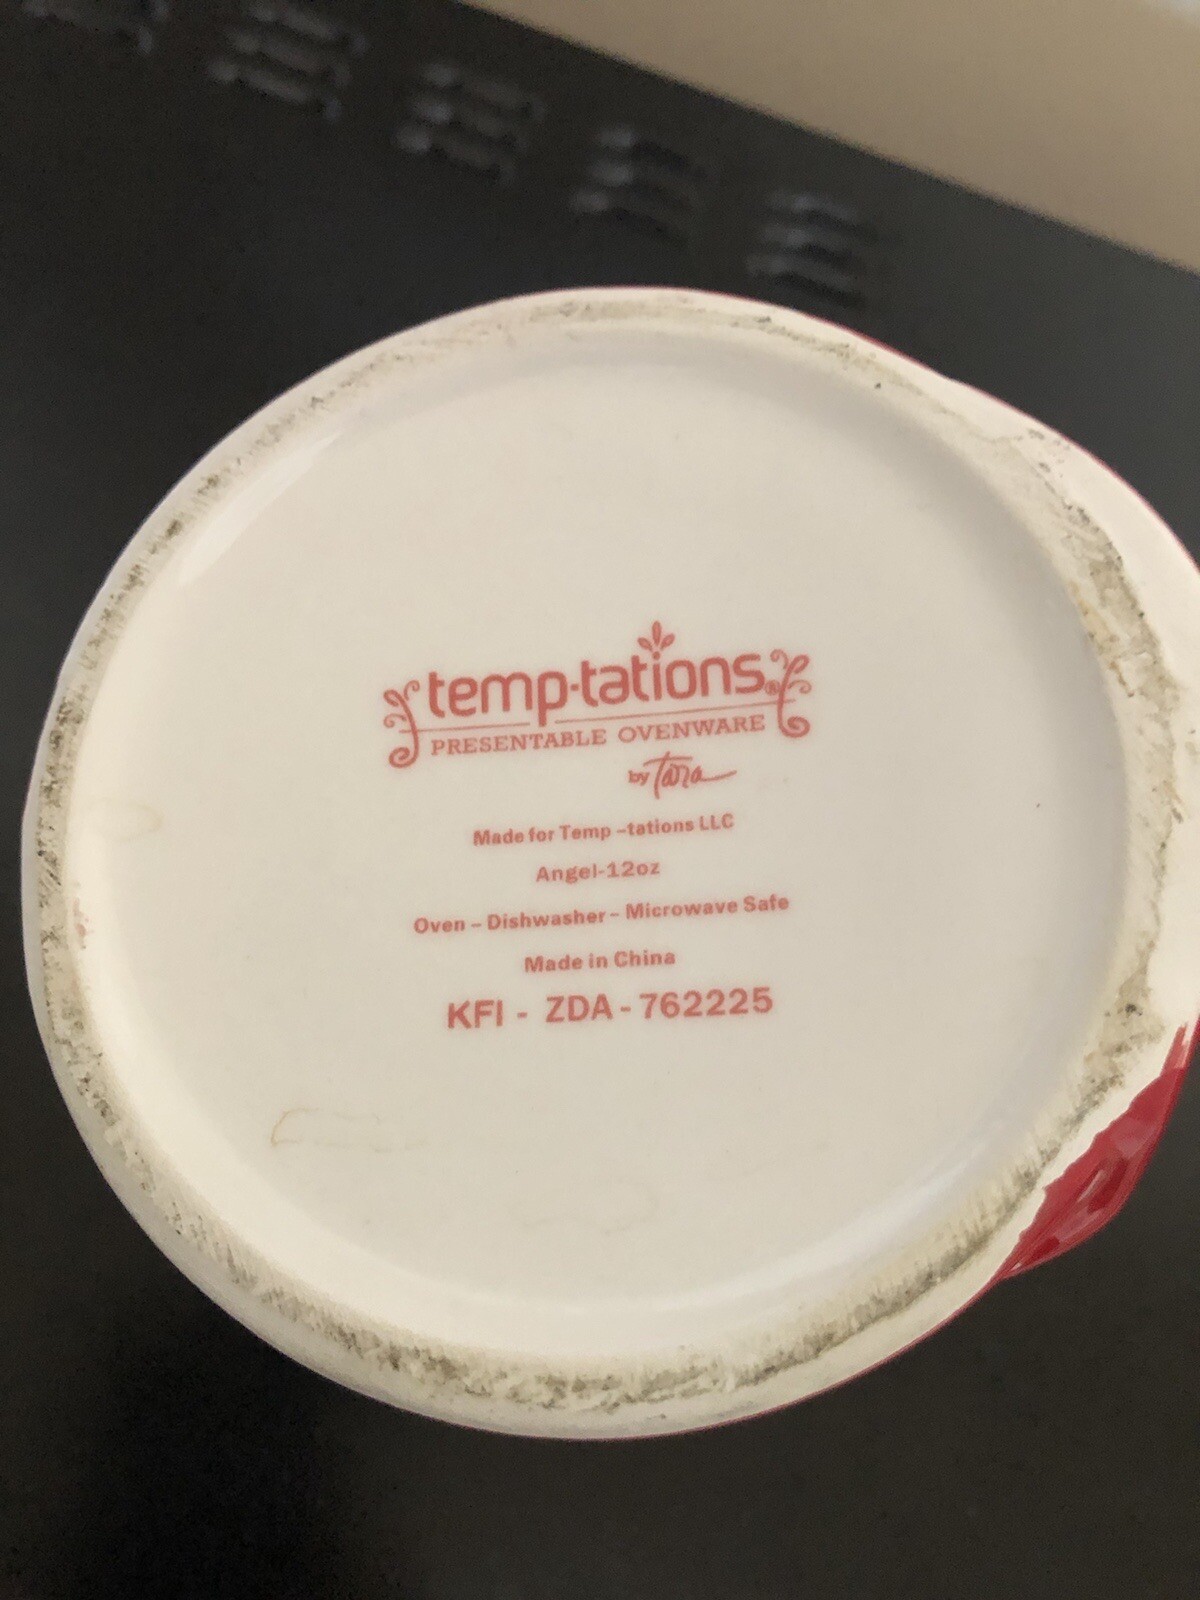 temp-tations®
PRESENTABLE OVENWARE
by Tara
Made for Temp –tations LLC
Angel-12oz
Oven – Dishwasher – Microwave Safe
Made in China
KFI - ZDA - 762225